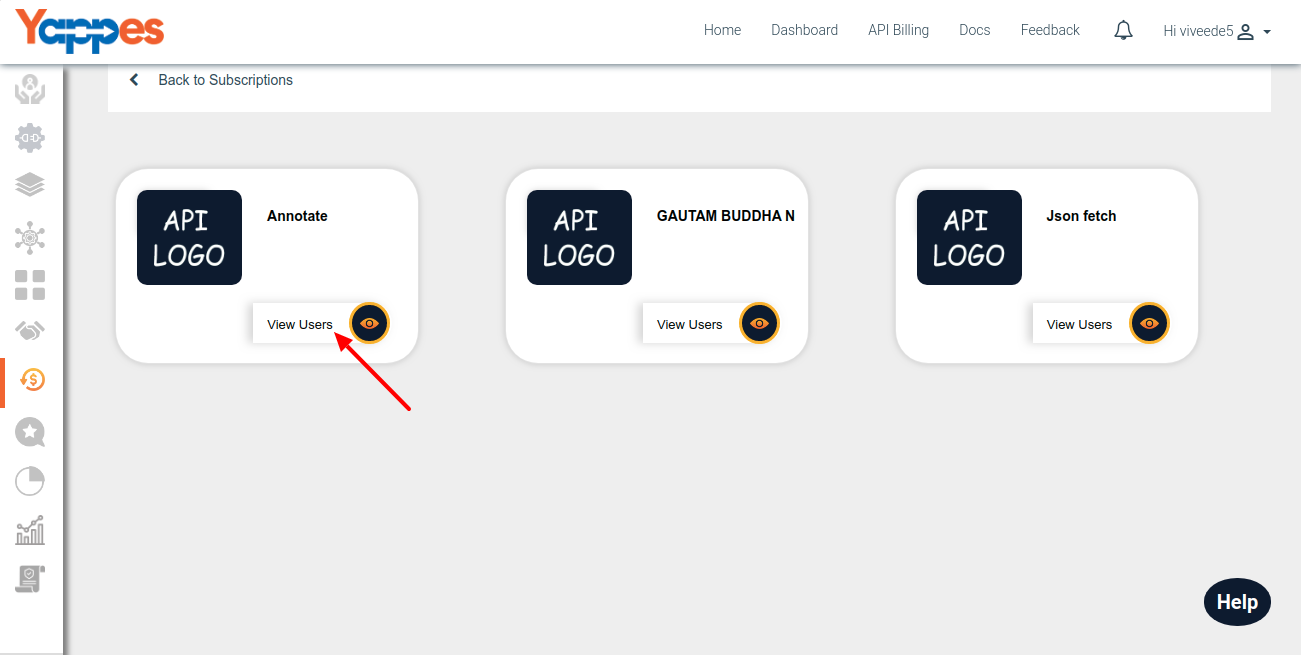 Yappes
Home Dashboard API Billing Docs Feedback Hi viveede5
Back to Subscriptions
API
LOGO
Annotate
View Users
API
LOGO
GAUTAM BUDDHA N
View Users
API
LOGO
Json fetch
View Users
Help